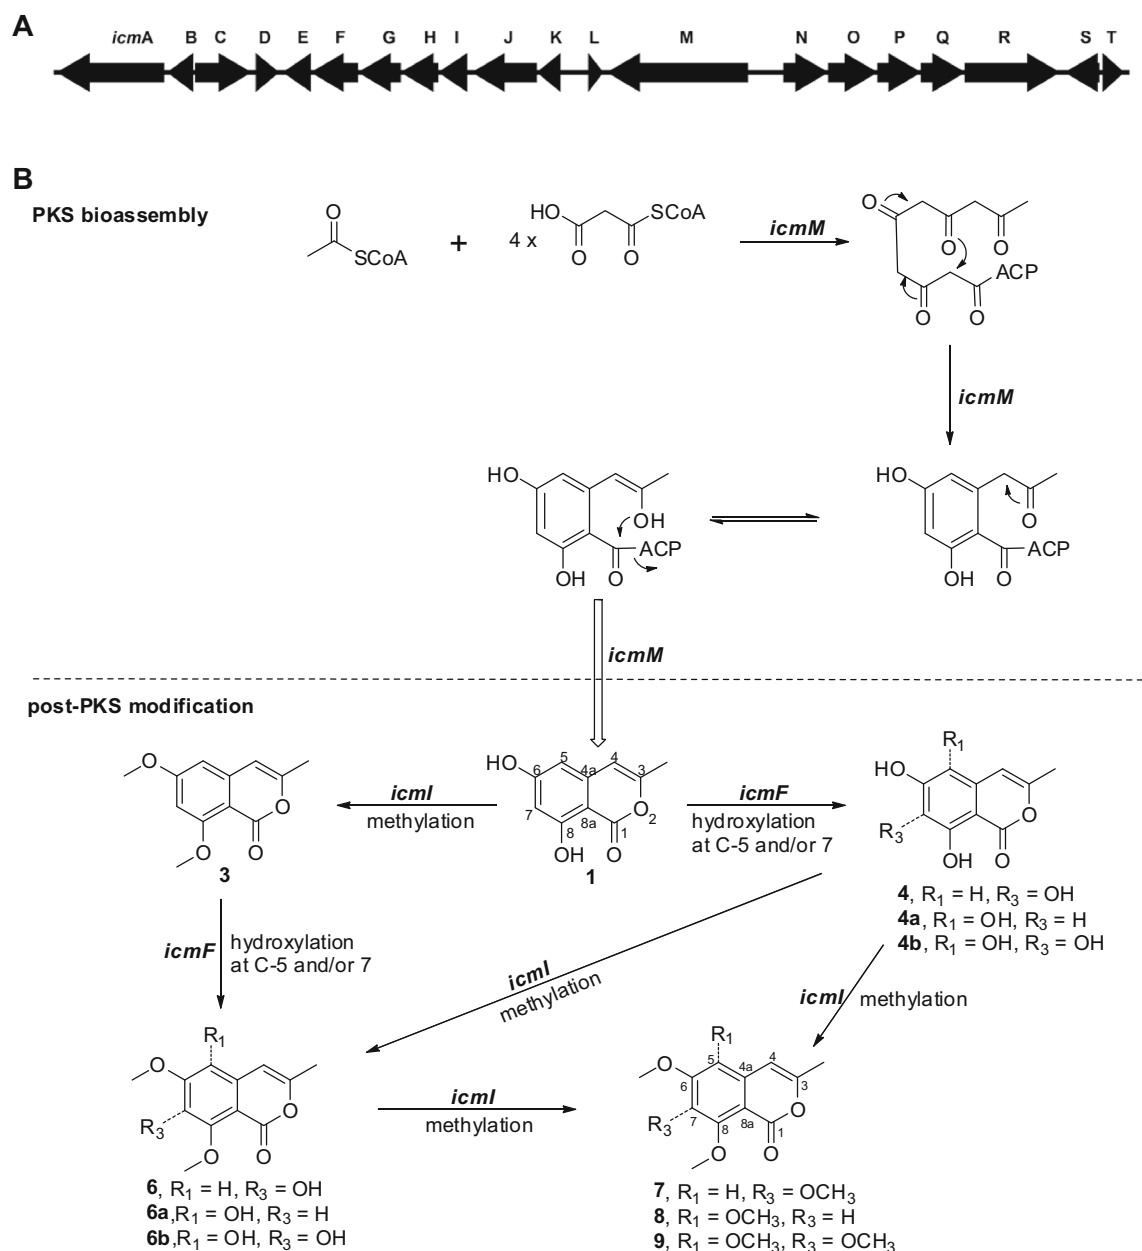 A
icmA B C D E F G H I J K L M N O P Q R S T
B
PKS bioassembly
O
SCoA
+
4 x
HO
O
O
SCoA
icmM
O
O
O
O
O
ACP
icmM
HO
OH
OH
O
ACP
HO
OH
O
O
ACP
icmM
post-PKS modification
O
O
O
O
3
icmI
methylation
HO
5
4
6
4a
3
7
8a
O 2
8
1
OH
O
1
icmF
hydroxylation
at C-5 and/or 7
R1
HO
R3
OH
O
O
4, R1 = H, R3 = OH
4a, R1 = OH, R3 = H
4b, R1 = OH, R3 = OH
icmF
hydroxylation
at C-5 and/or 7
icmI
methylation
icmI methylation
R1
O
R3
O
O
O
6, R1 = H, R3 = OH
6a,R1 = OH, R3 = H
6b,R1 = OH, R3 = OH
icmI
methylation
R1
O
5
4a
4
6
3
R3
7
8
8a
O
1
O
O
7, R1 = H, R3 = OCH3
8, R1 = OCH3, R3 = H
9, R1 = OCH3, R3 = OCH3